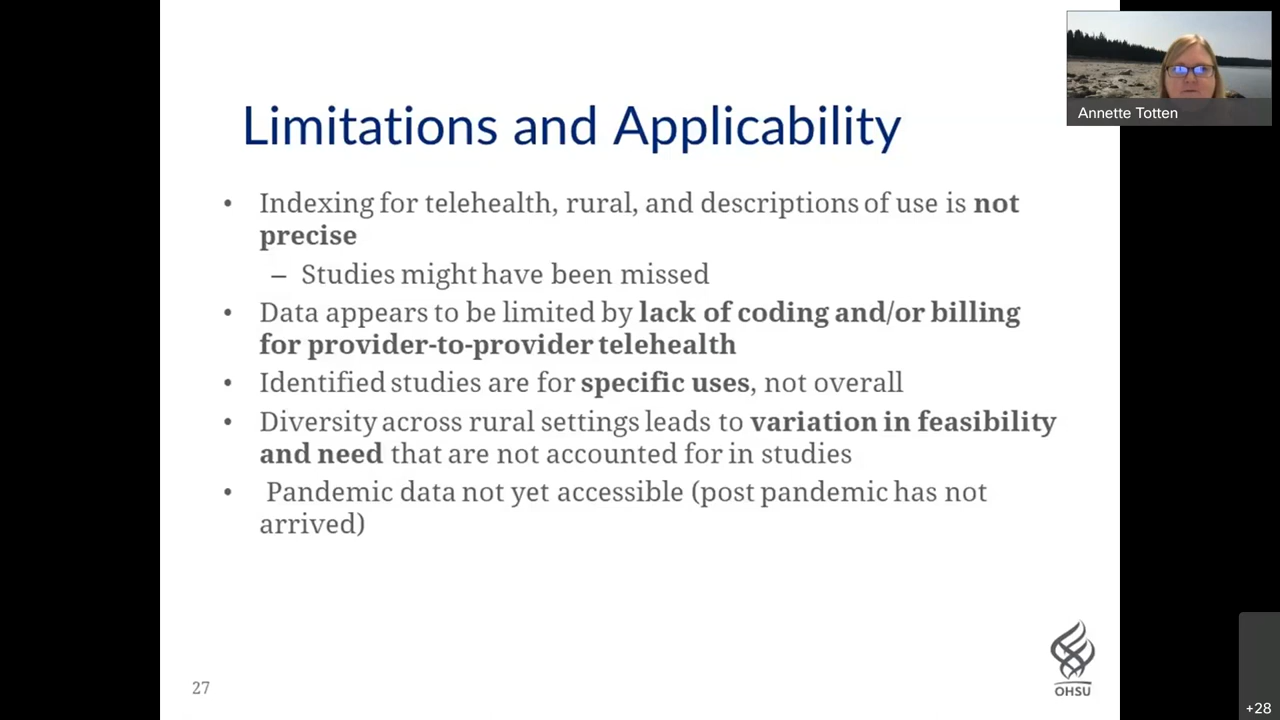 Annette Totten
Limitations and Applicability
• Indexing for telehealth, rural, and descriptions of use is not
precise
– Studies might have been missed
• Data appears to be limited by lack of coding and/or billing
for provider-to-provider telehealth
• Identified studies are for specific uses, not overall
• Diversity across rural settings leads to variation in feasibility
and need that are not accounted for in studies
• Pandemic data not yet accessible (post pandemic has not
arrived)
27
OHSU
+28